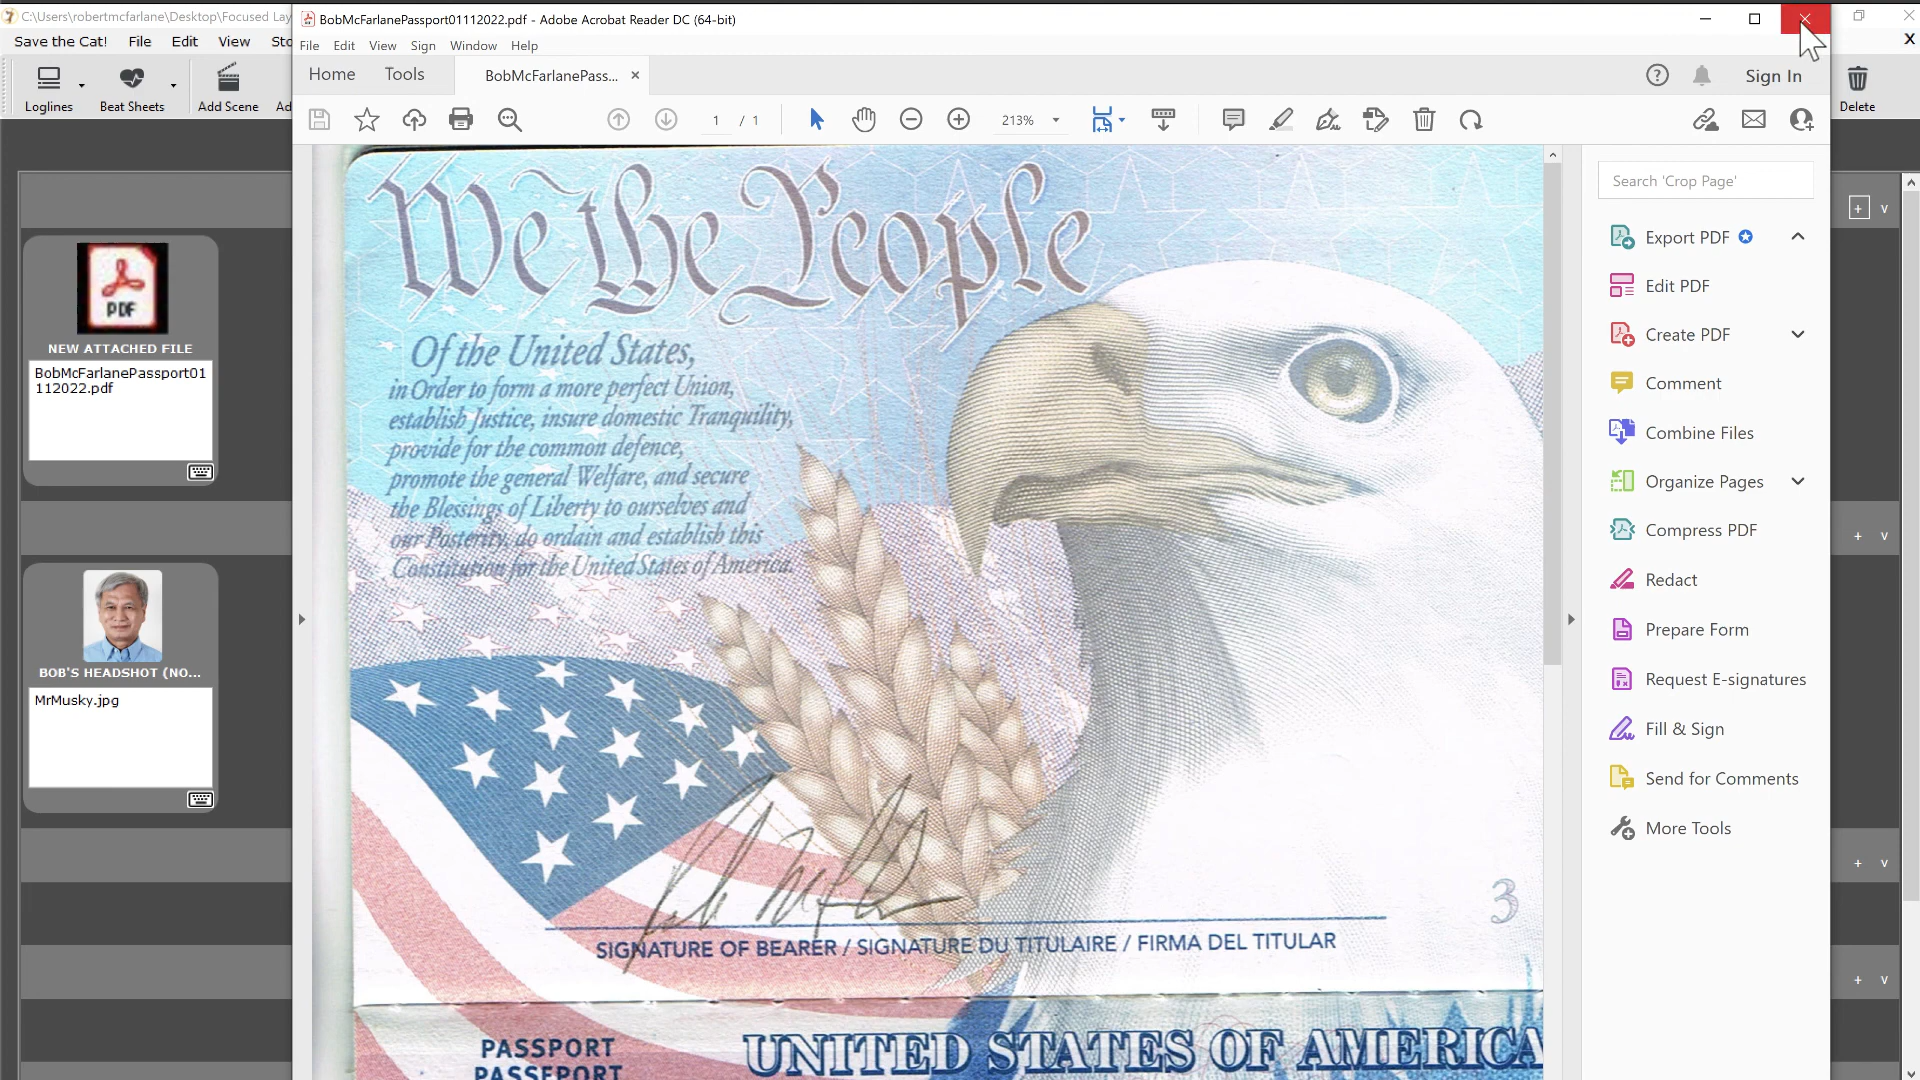 C:\Users\robertmcfarlane\Desktop\Focused Lay
Save the Cat! File Edit View
Loglines
Beat Sheets
Add Scene
BobMcFarlanePassport01112022.pdf - Adobe Acrobat Reader DC (64-bit)
File Edit View Sign Window Help
Home Tools BobMcFarlanePass...
Sign In
1 / 1
213%
X
Delete
NEW ATTACHED FILE
BobMcFarlanePassport01
112022.pdf
BOB'S HEADSHOT (NO...
MrMusky.jpg
PDF
We the People
Of the United States,
in Order to form a more perfect Union,
establish Justice, insure domestic Tranquility,
provide for the common defence,
promote the general Welfare, and secure
the Blessings of Liberty to ourselves and
our Posterity, do ordain and establish this
Constitution for the United States of America.
3
SIGNATURE OF BEARER / SIGNATURE DU TITULAIRE / FIRMA DEL TITULAR
PASSPORT
PASSEPORT
UNITED STATES OF AMERICA
Search 'Crop Page'
Export PDF
Edit PDF
Create PDF
Comment
Combine Files
Organize Pages
Compress PDF
Redact
Prepare Form
Request E-signatures
Fill & Sign
Send for Comments
More Tools